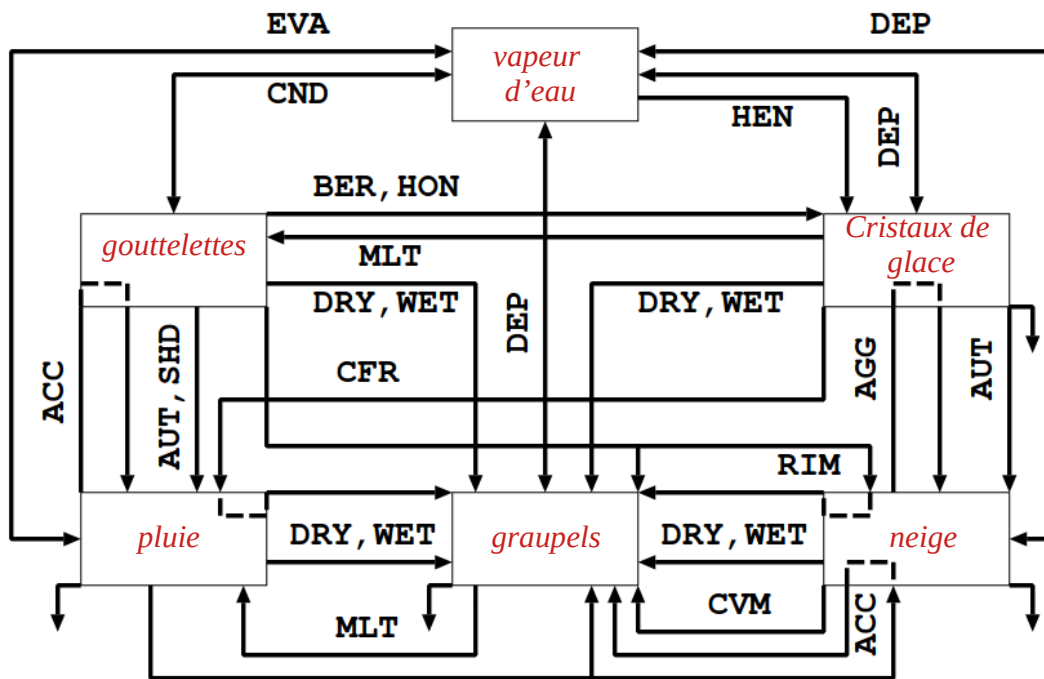 EVA
DEP
vapeur
d'eau
CND
HEN
DEP
BER, HON
gouttelettes
Cristaux de
glace
MLT
DRY, WET
DEP
DRY, WET
ACC
AUT, SHD
CFR
AGG
AUT
RIM
pluie
DRY, WET
graupels
DRY, WET
neige
MLT
CVM
ACC